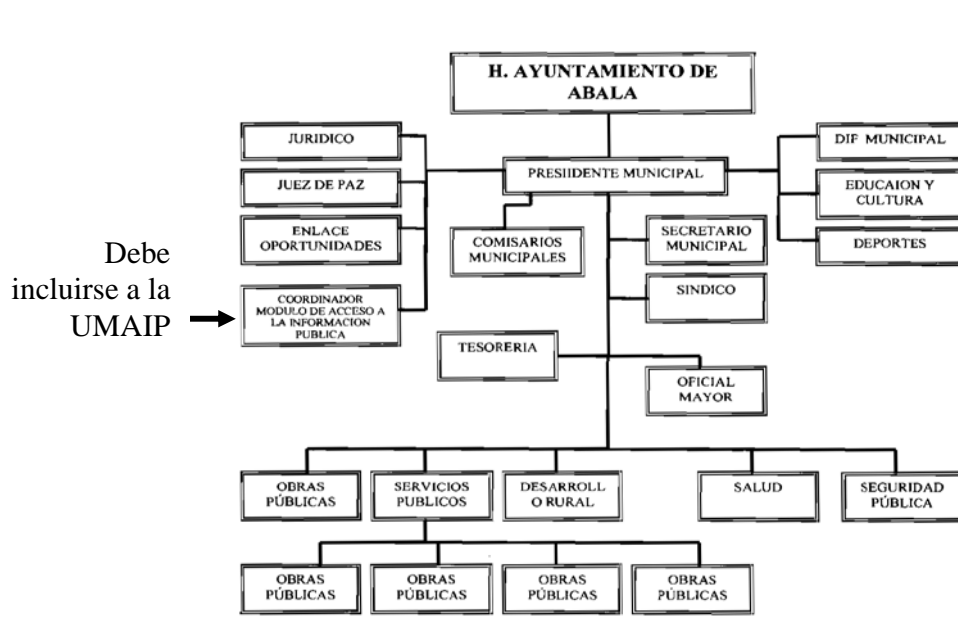 H. AYUNTAMIENTO DE
ABALA
JURIDICO
DIF MUNICIPAL
PRESIIDENTE MUNICIPAL
JUEZ DE PAZ
EDUCAION Y
CULTURA
ENLACE
OPORTUNIDADES
COMISARIOS
MUNICIPALES
SECRETARIO
MUNICIPAL
DEPORTES
Debe
incluirse a la
UMAIP
COORDINADOR
MODULO DE ACCESO A
LA INFORMACION
PUBLICA
SINDICO
TESORERIA
OFICIAL
MAYOR
OBRAS
PÚBLICAS
SERVICIOS
PUBLICOS
DESARROLL
O RURAL
SALUD
SEGURIDAD
PÚBLICA
OBRAS
PÚBLICAS
OBRAS
PÚBLICAS
OBRAS
PÚBLICAS
OBRAS
PÚBLICAS